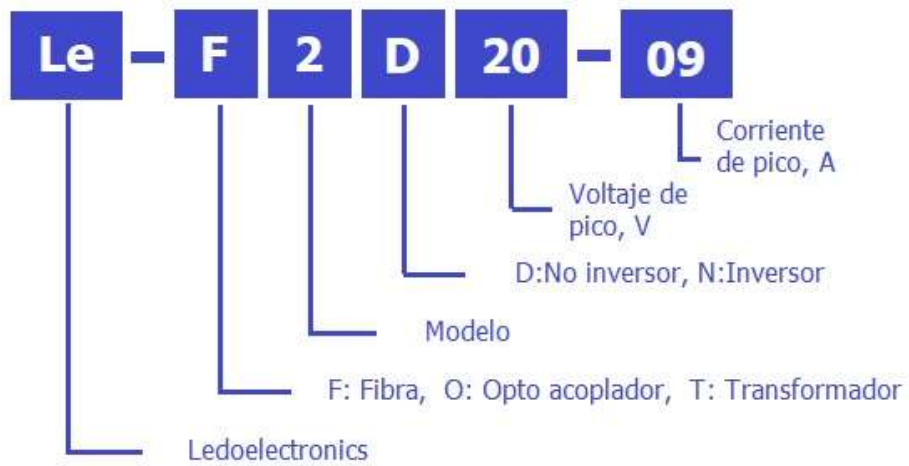 Le - F 2 D 20 - 09
Corriente
de pico, A
Voltaje de
pico, V
D:No inversor, N:Inversor
Modelo
F: Fibra, O: Opto acoplador, T: Transformador
Ledoelectronics